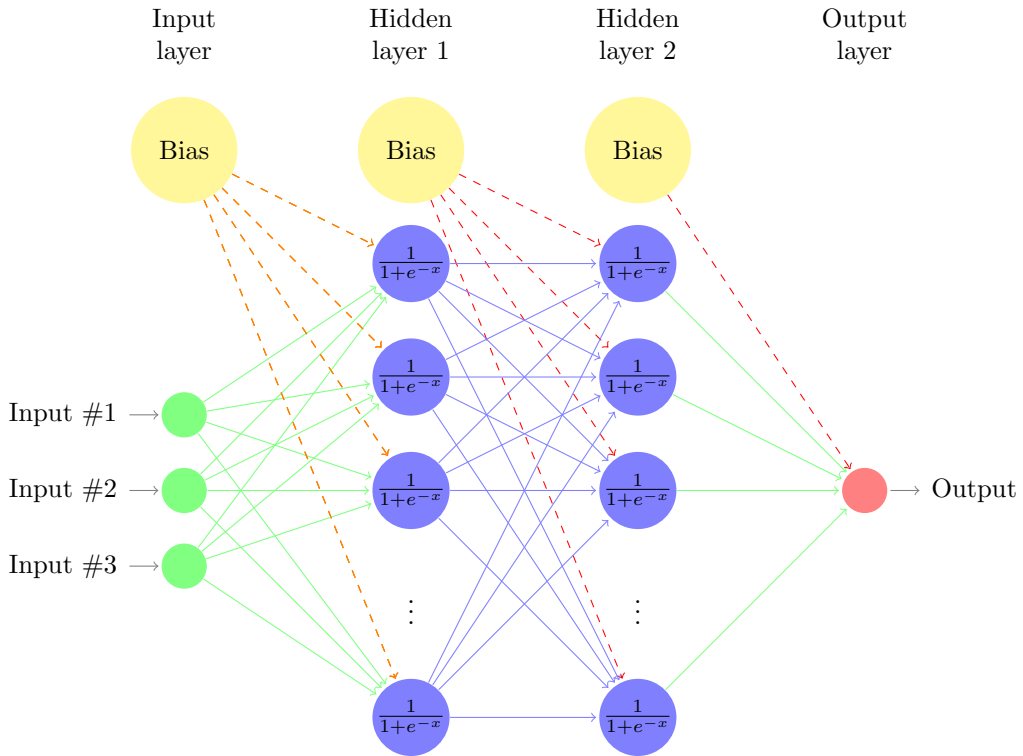 Input
layer
Hidden
layer 1
Hidden
layer 2
Output
layer
Bias
Bias
Bias
1
1+e^{-x}
1
1+e^{-x}
1
1+e^{-x}
1
1+e^{-x}
Input #1
1
1+e^{-x}
1
1+e^{-x}
Input #2
Output
Input #3
⋮
⋮
1
1+e^{-x}
1
1+e^{-x}